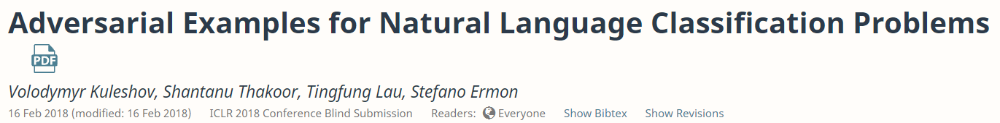 Adversarial Examples for Natural Language Classification Problems
PDF
Volodymyr Kuleshov, Shantanu Thakoor, Tingfung Lau, Stefano Ermon
16 Feb 2018 (modified: 16 Feb 2018) ICLR 2018 Conference Blind Submission Readers: Everyone Show Bibtex Show Revisions